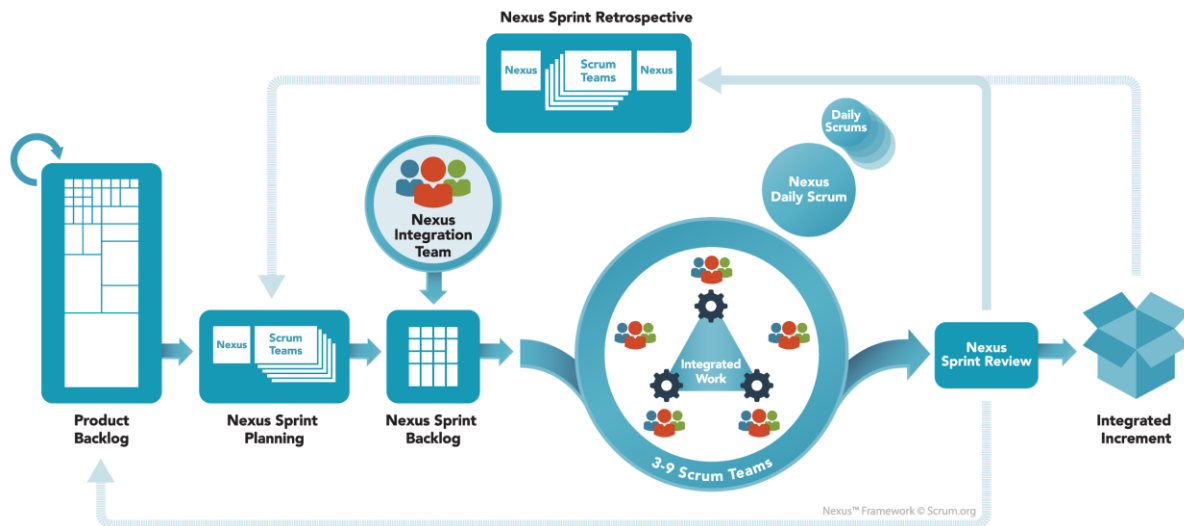 Nexus Sprint Retrospective
Nexus
Scrum
Teams
Nexus
Daily
Scrums
Nexus
Daily Scrum
Nexus
Integration
Team
Nexus
Scrum
Teams
Integrated
Work
Nexus
Sprint Review
Product
Backlog
Nexus Sprint
Planning
Nexus Sprint
Backlog
3-9 Scrum Teams
Integrated
Increment
Nexus™ Framework © Scrum.org